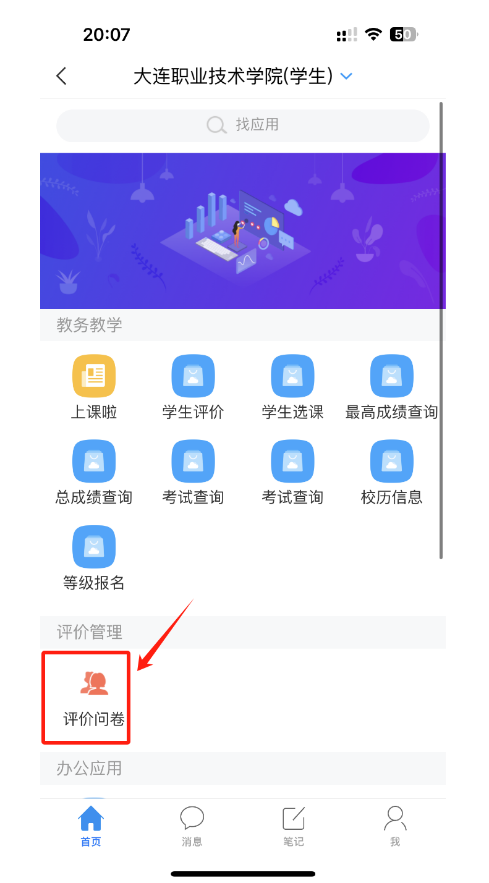 20:07
50
大连职业技术学院(学生)
找应用
教务教学
上课啦 学生评价 学生选课 最高成绩查询
总成绩查询 考试查询 考试查询 校历信息
等级报名
评价管理
评价问卷
办公应用
首页 消息 笔记 我